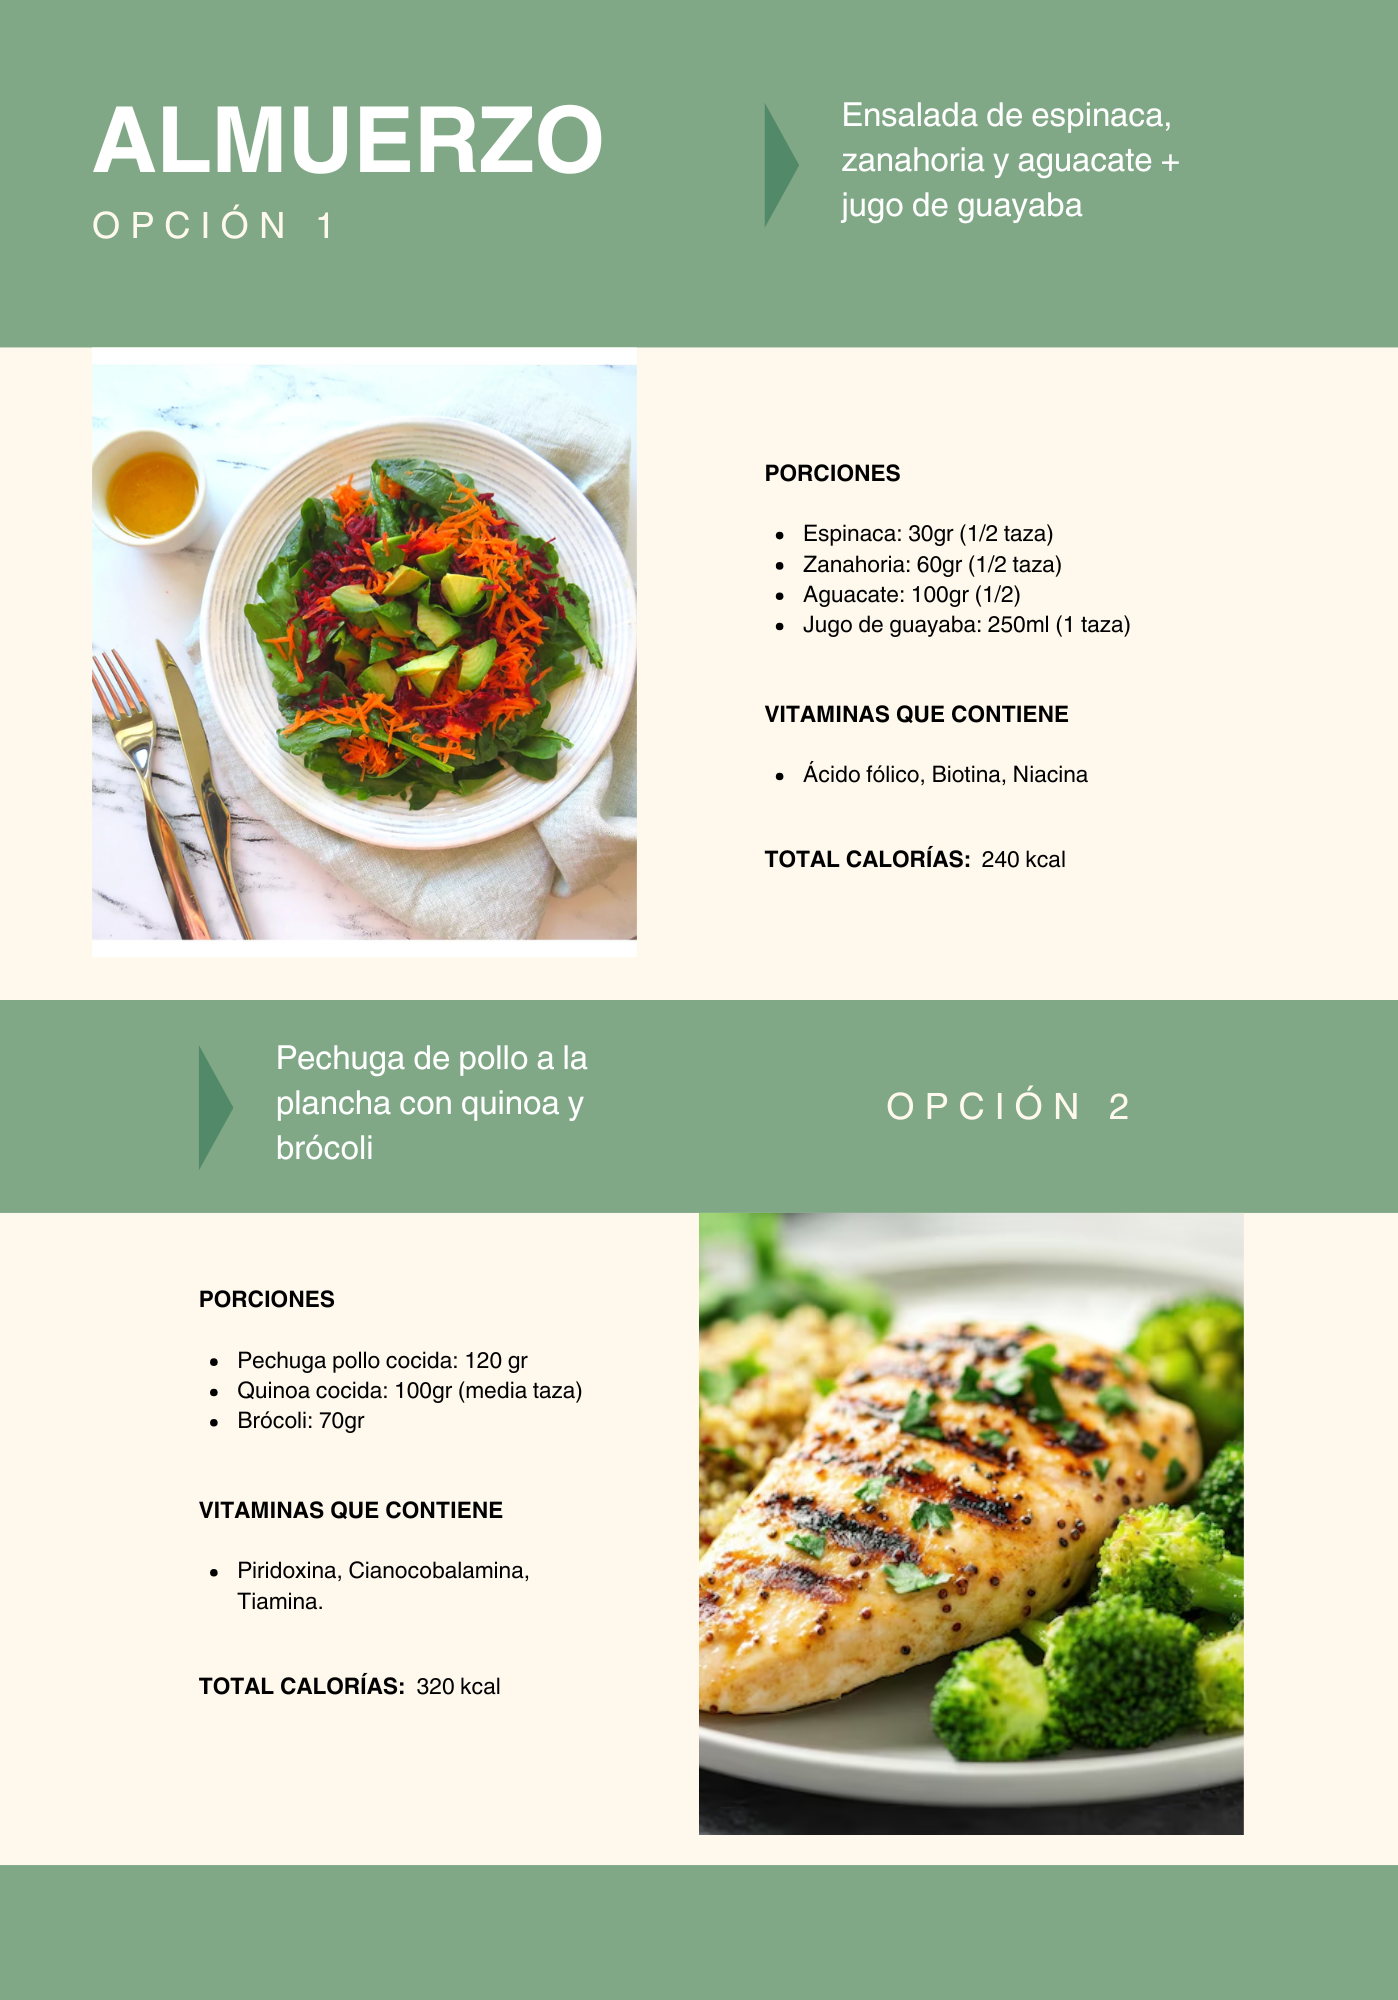 ALMUERZO
OPCIÓN 1
Ensalada de espinaca,
zanahoria y aguacate +
jugo de guayaba
PORCIONES
• Espinaca: 30gr (1/2 taza)
• Zanahoria: 60gr (1/2 taza)
• Aguacate: 100gr (1/2)
• Jugo de guayaba: 250ml (1 taza)
VITAMINAS QUE CONTIENE
• Ácido fólico, Biotina, Niacina
TOTAL CALORÍAS: 240 kcal
Pechuga de pollo a la
plancha con quinoa y
brócoli
OPCIÓN 2
PORCIONES
• Pechuga pollo cocida: 120 gr
• Quinoa cocida: 100gr (media taza)
• Brócoli: 70gr
VITAMINAS QUE CONTIENE
• Piridoxina, Cianocobalamina,
Tiamina.
TOTAL CALORÍAS: 320 kcal